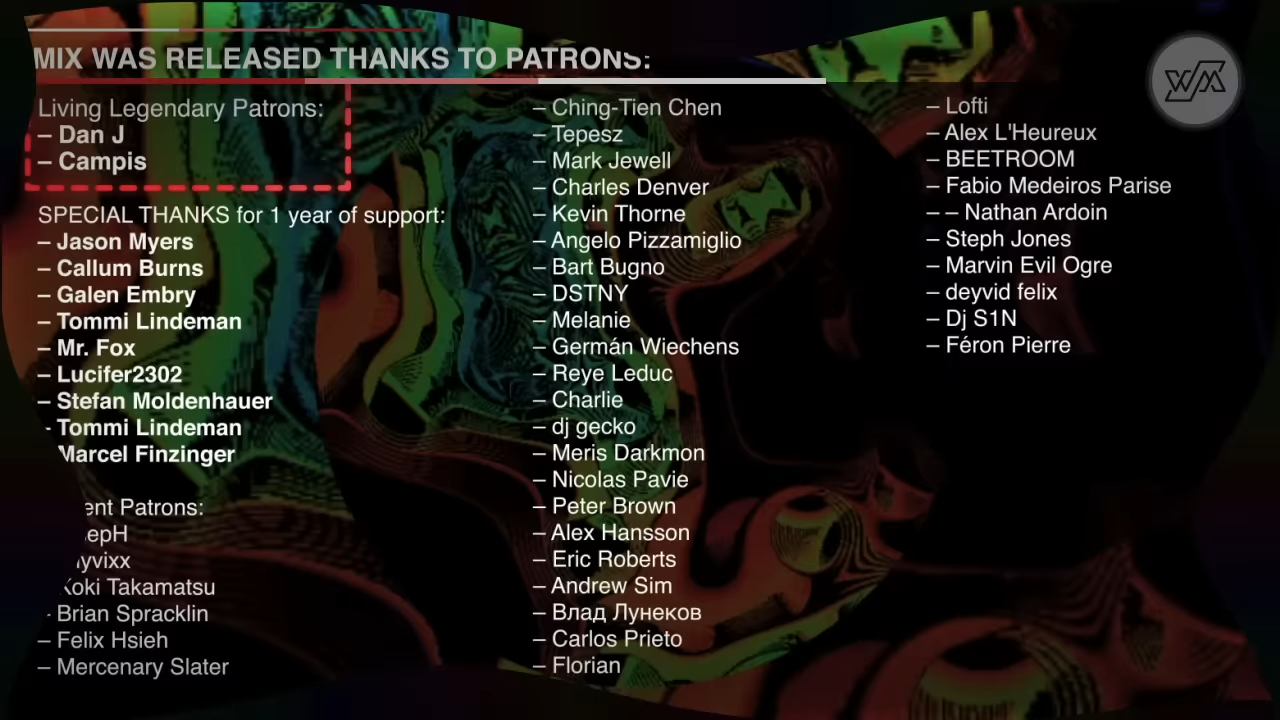 MIX WAS RELEASED THANKS TO PATRONS:
Living Legendary Patrons:
– Dan J
– Campis
SPECIAL THANKS for 1 year of support:
– Jason Myers
– Callum Burns
– Galen Embry
– Tommi Lindeman
– Mr. Fox
– Lucifer2302
– Stefan Moldenhauer
- Tommi Lindeman
Marcel Finzinger
Patrons:
Koki Takamatsu
- Brian Spracklin
– Felix Hsieh
– Mercenary Slater
– Ching-Tien Chen
– Tepesz
– Mark Jewell
– Charles Denver
– Kevin Thorne
– Angelo Pizzamiglio
– Bart Bugno
– DSTNY
– Melanie
– Germán Wiechens
– Reye Leduc
– Charlie
– dj gecko
– Meris Darkmon
– Nicolas Pavie
– Peter Brown
– Alex Hansson
– Eric Roberts
– Andrew Sim
– Влад Лунеков
– Carlos Prieto
– Florian
– Lofti
– Alex L'Heureux
– BEETROOM
– Fabio Medeiros Parise
– – Nathan Ardoin
– Steph Jones
– Marvin Evil Ogre
– deyvid felix
– Dj S1N
– Féron Pierre
WM